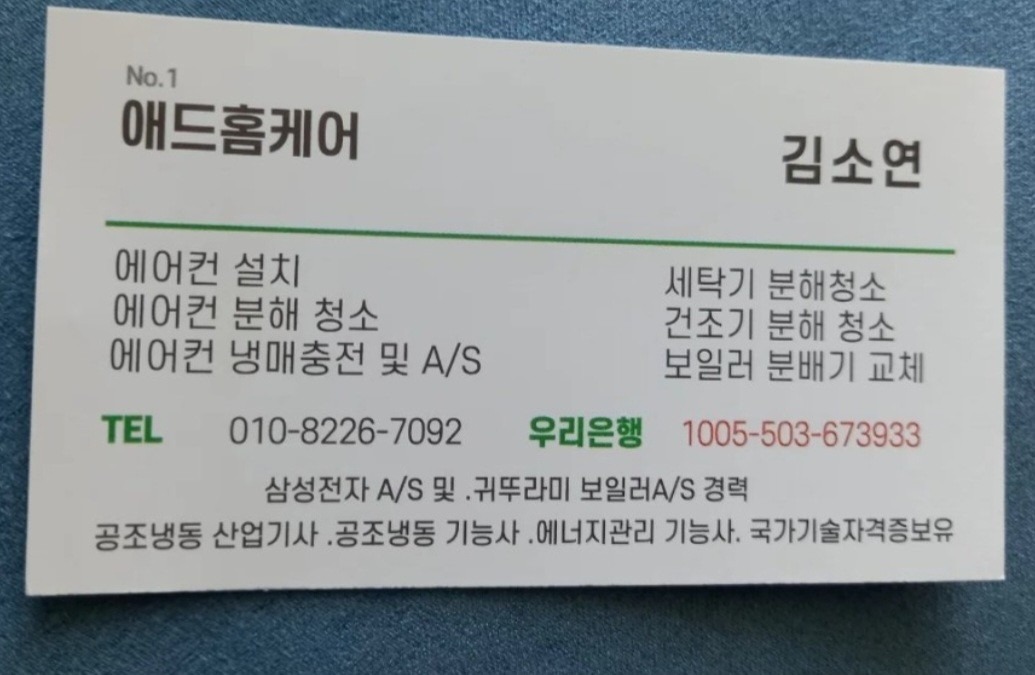 No.1
애드홈케어
김소연
에어컨 설치
에어컨 분해 청소
에어컨 냉매충전 및 A/S
세탁기 분해청소
건조기 분해 청소
보일러 분배기 교체
TEL 010-8226-7092 우리은행 1005-503-673933
삼성전자 A/S 및 .귀뚜라미 보일러A/S 경력
공조냉동 산업기사 .공조냉동 기능사 .에너지관리 기능사. 국가기술자격증보유